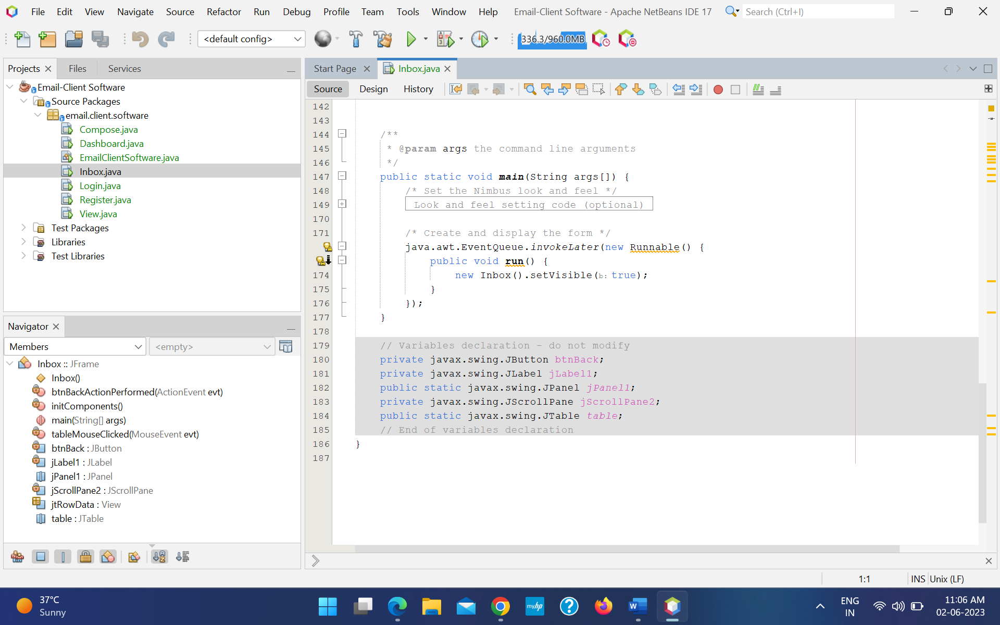 File Edit View Navigate Source Refactor Run Debug Profile Team Tools Window Help Email-Client Software - Apache NetBeans IDE 17 Search (Ctrl+I)
<default config> 336.3/960.0MB
Projects Files Services
Email-Client Software
Source Packages
email.client.software
Compose.java
Dashboard.java
EmailClientSoftware.java
Inbox.java
Login.java
Register.java
View.java
Test Packages
Libraries
Test Libraries
Navigator
Members <empty>
Inbox :: JFrame
Inbox()
btnBackActionPerformed(ActionEvent evt)
initComponents()
main(String[] args)
tableMouseClicked(MouseEvent evt)
btnBack : JButton
jLabel1 : JLabel
jPanel1 : JPanel
jScrollPane2 : JScrollPane
jtRowData : View
table : JTable
Start Page Inbox.java
Source Design History
142
143
144 /**
145 * @param args the command line arguments
146 */
147 public static void main(String args[]) {
148 /* Set the Nimbus look and feel */
149 Look and feel setting code (optional)
170
171 /* Create and display the form */
java.awt.EventQueue.invokeLater(new Runnable() {
public void run() {
174 new Inbox().setVisible(b: true);
175 }
176 });
177 }
178
179 // Variables declaration - do not modify
180 private javax.swing.JButton btnBack;
181 private javax.swing.JLabel jLabel1;
182 public static javax.swing.JPanel jPanel1;
183 private javax.swing.JScrollPane jScrollPane2;
184 public static javax.swing.JTable table;
185 // End of variables declaration
186 }
187
1:1 INS Unix (LF)
37°C
Sunny
myhp
ENG
IN
11:06 AM
02-06-2023